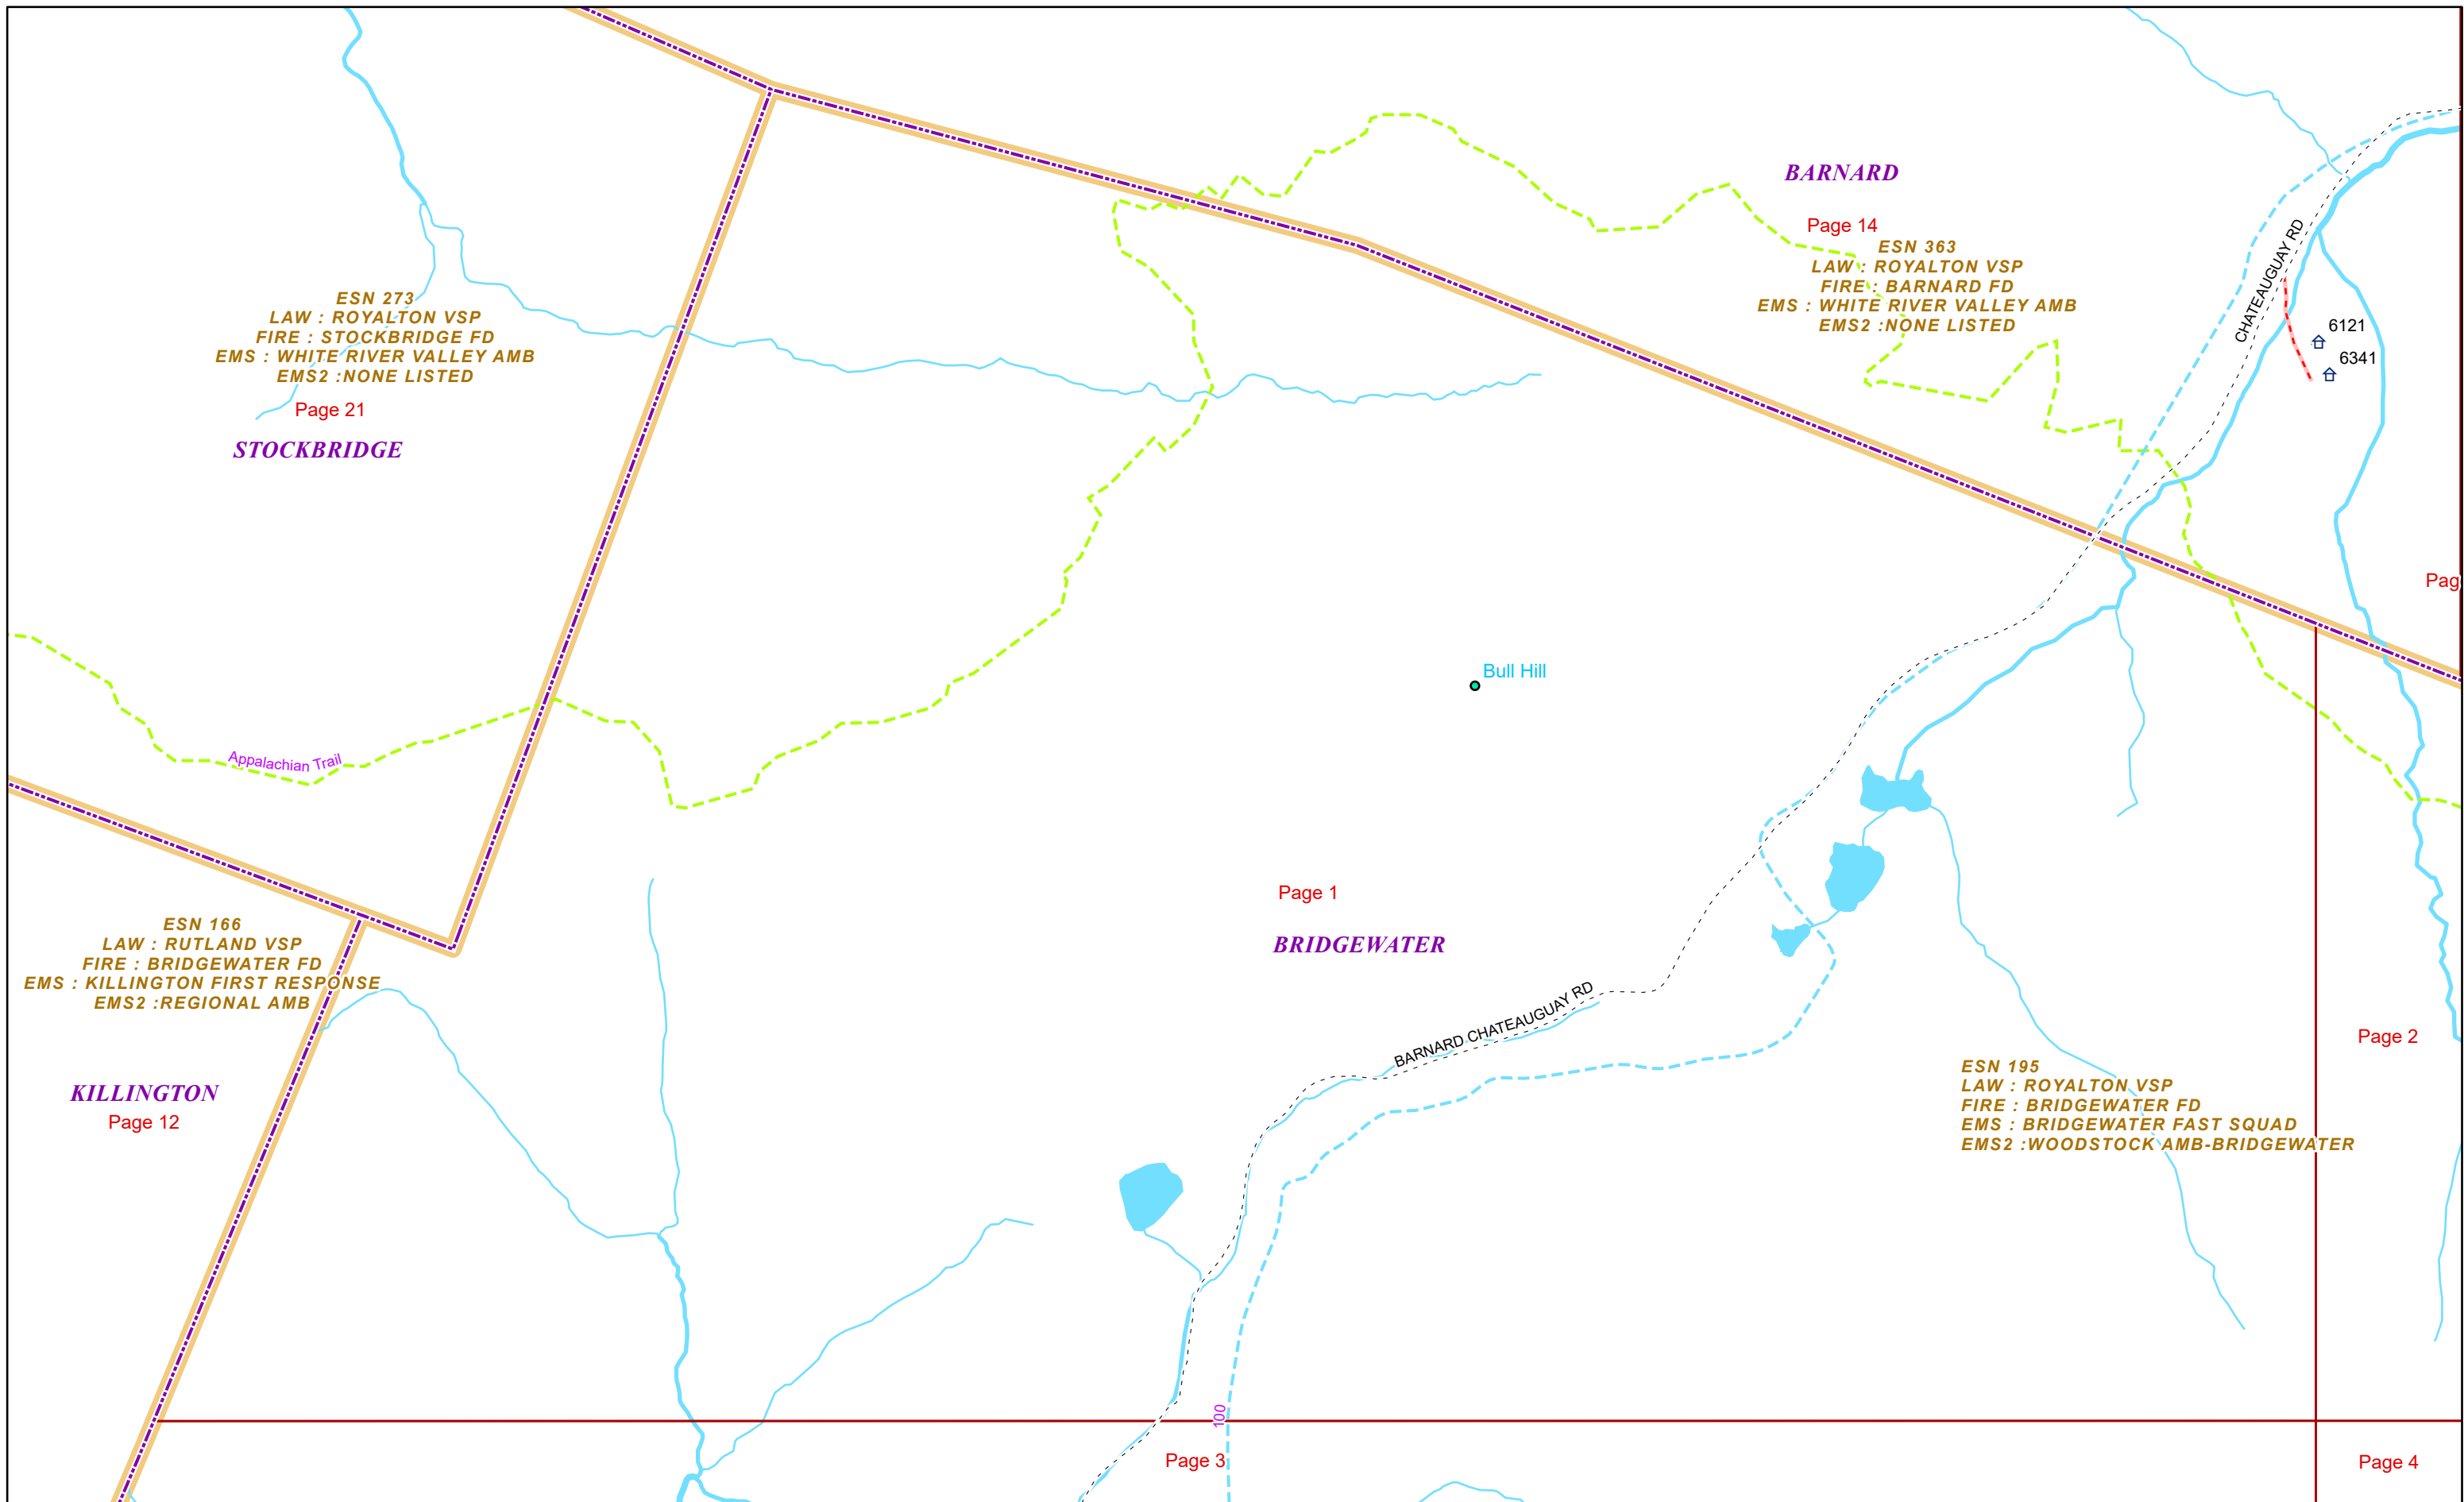 BARNARD
Page 14
ESN 363
LAW : ROYALTON VSP
FIRE : BARNARD FD
EMS : WHITE RIVER VALLEY AMB
EMS2 :NONE LISTED
CHATEAUGUAY RD
6121
6341
ESN 273
LAW : ROYALTON VSP
FIRE : STOCKBRIDGE FD
EMS : WHITE RIVER VALLEY AMB
EMS2 :NONE LISTED
Page 21
STOCKBRIDGE
Pag
Bull Hill
Appalachian Trail
Page 1
BRIDGEWATER
ESN 166
LAW : RUTLAND VSP
FIRE : BRIDGEWATER FD
EMS : KILLINGTON FIRST RESPONSE
EMS2 :REGIONAL AMB
KILLINGTON
Page 12
BARNARD CHATEAUGUAY RD
Page 2
ESN 195
LAW : ROYALTON VSP
FIRE : BRIDGEWATER FD
EMS : BRIDGEWATER FAST SQUAD
EMS2 :WOODSTOCK AMB-BRIDGEWATER
100
Page 3
Page 4